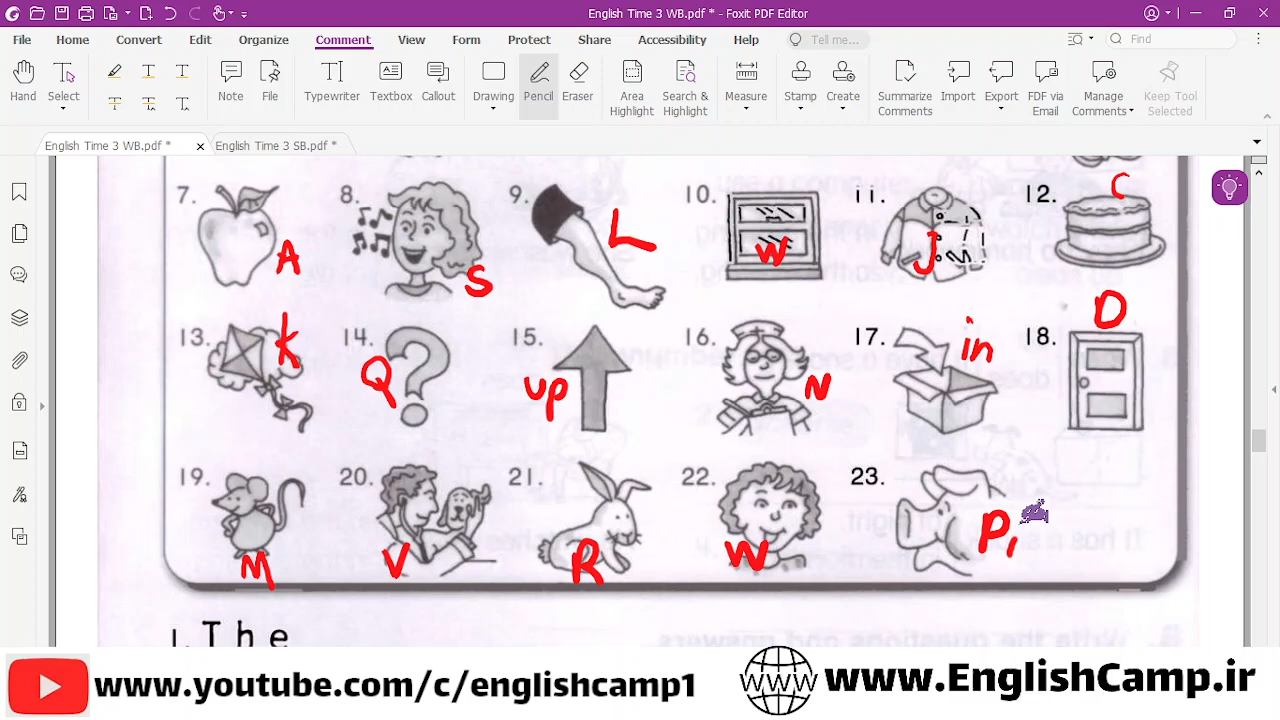 English Time 3 WB.pdf * - Foxit PDF Editor
File Home Convert Edit Organize Comment View Form Protect Share Accessibility Help Tell me... Find
Hand Select Note File Typewriter Textbox Callout Drawing Pencil Eraser Area Highlight Search & Highlight Measure Stamp Create Summarize Comments Import Export FDF via Email Manage Comments Keep Tool Selected
English Time 3 WB.pdf * English Time 3 SB.pdf *
7. A 8. S 9. L 10. W 11. J 12. C
13. K 14. Q 15. up 16. N 17. in 18. D
19. M 20. V 21. R 22. W 23. P
1. The
www.youtube.com/c/englishcamp1 www www.EnglishCamp.ir